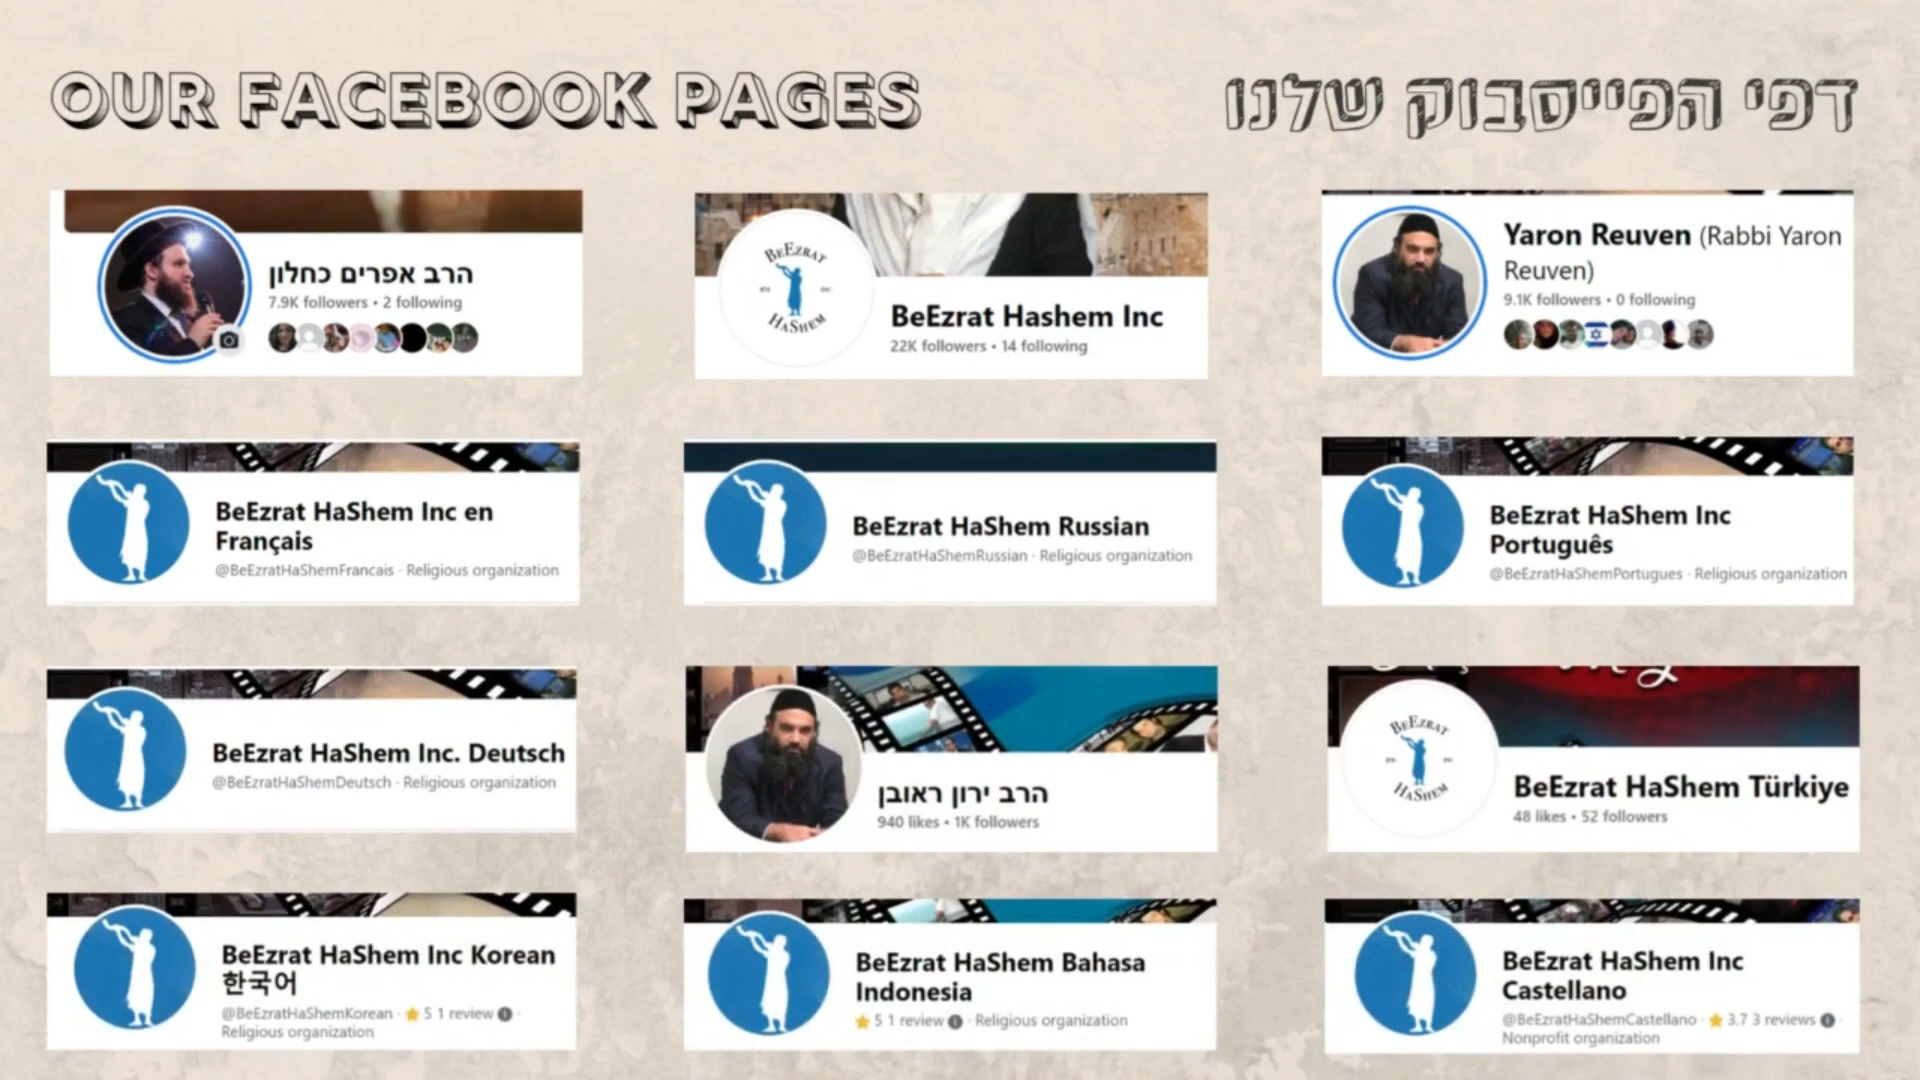 OUR FACEBOOK PAGES
דפי הפייסבוק שלנו
הרב אפרים כחלון
7.9K followers • 2 following
BEEZRAT
HASHEM
BeEzrat Hashem Inc
22K followers • 14 following
Yaron Reuven (Rabbi Yaron
Reuven)
9.1K followers • 0 following
BeEzrat HaShem Inc en
Français
@BeEzratHaShemFrancais · Religious organization
BeEzrat HaShem Russian
@BeEzratHaShemRussian · Religious organization
BeEzrat HaShem Inc
Português
@BeEzratHaShemPortugues · Religious organization
BeEzrat HaShem Inc. Deutsch
@BeEzratHaShemDeutsch · Religious organization
הרב ירון ראובן
940 likes • 1K followers
BEEZRAT
HASHEM
BeEzrat HaShem Türkiye
48 likes • 52 followers
BeEzrat HaShem Inc Korean
한국어
@BeEzratHaShemKorean · ★ 5 1 review ·
Religious organization
BeEzrat HaShem Bahasa
Indonesia
★ 5 1 review · Religious organization
BeEzrat HaShem Inc
Castellano
@BeEzratHaShemCastellano · ★ 3.7 3 reviews ·
Nonprofit organization